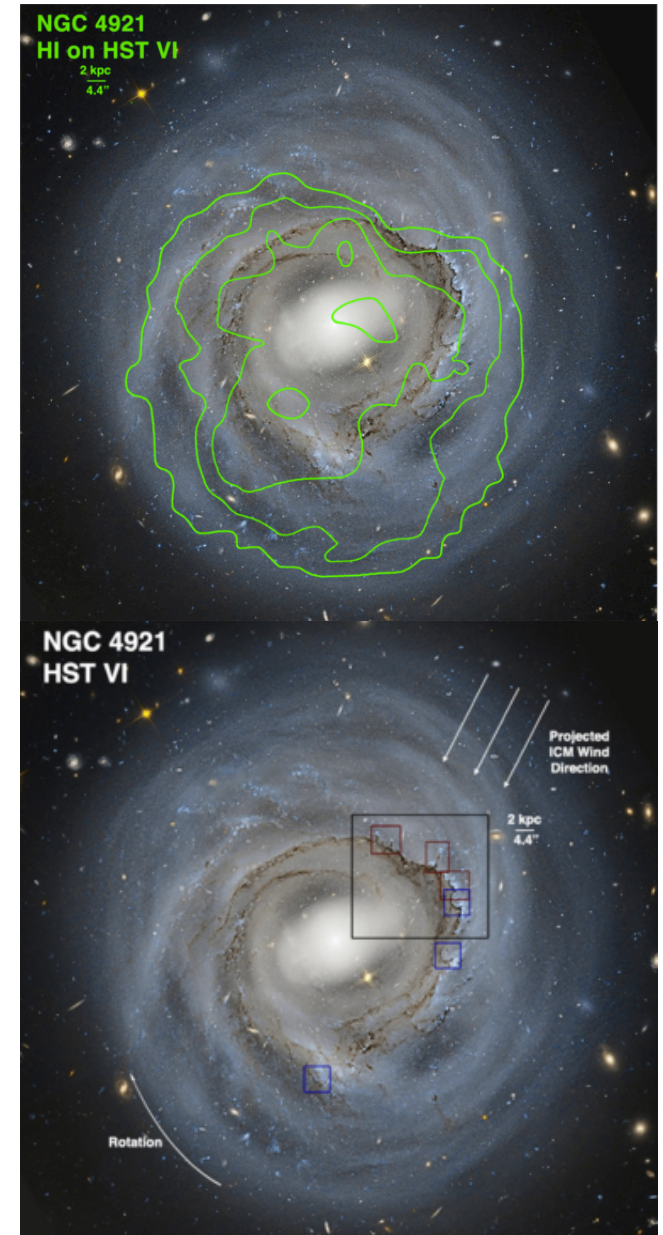 NGC 4921
HI on HST VI
2 kpc
4.4"
NGC 4921
HST VI
Projected
ICM Wind
Direction
2 kpc
4.4"
Rotation